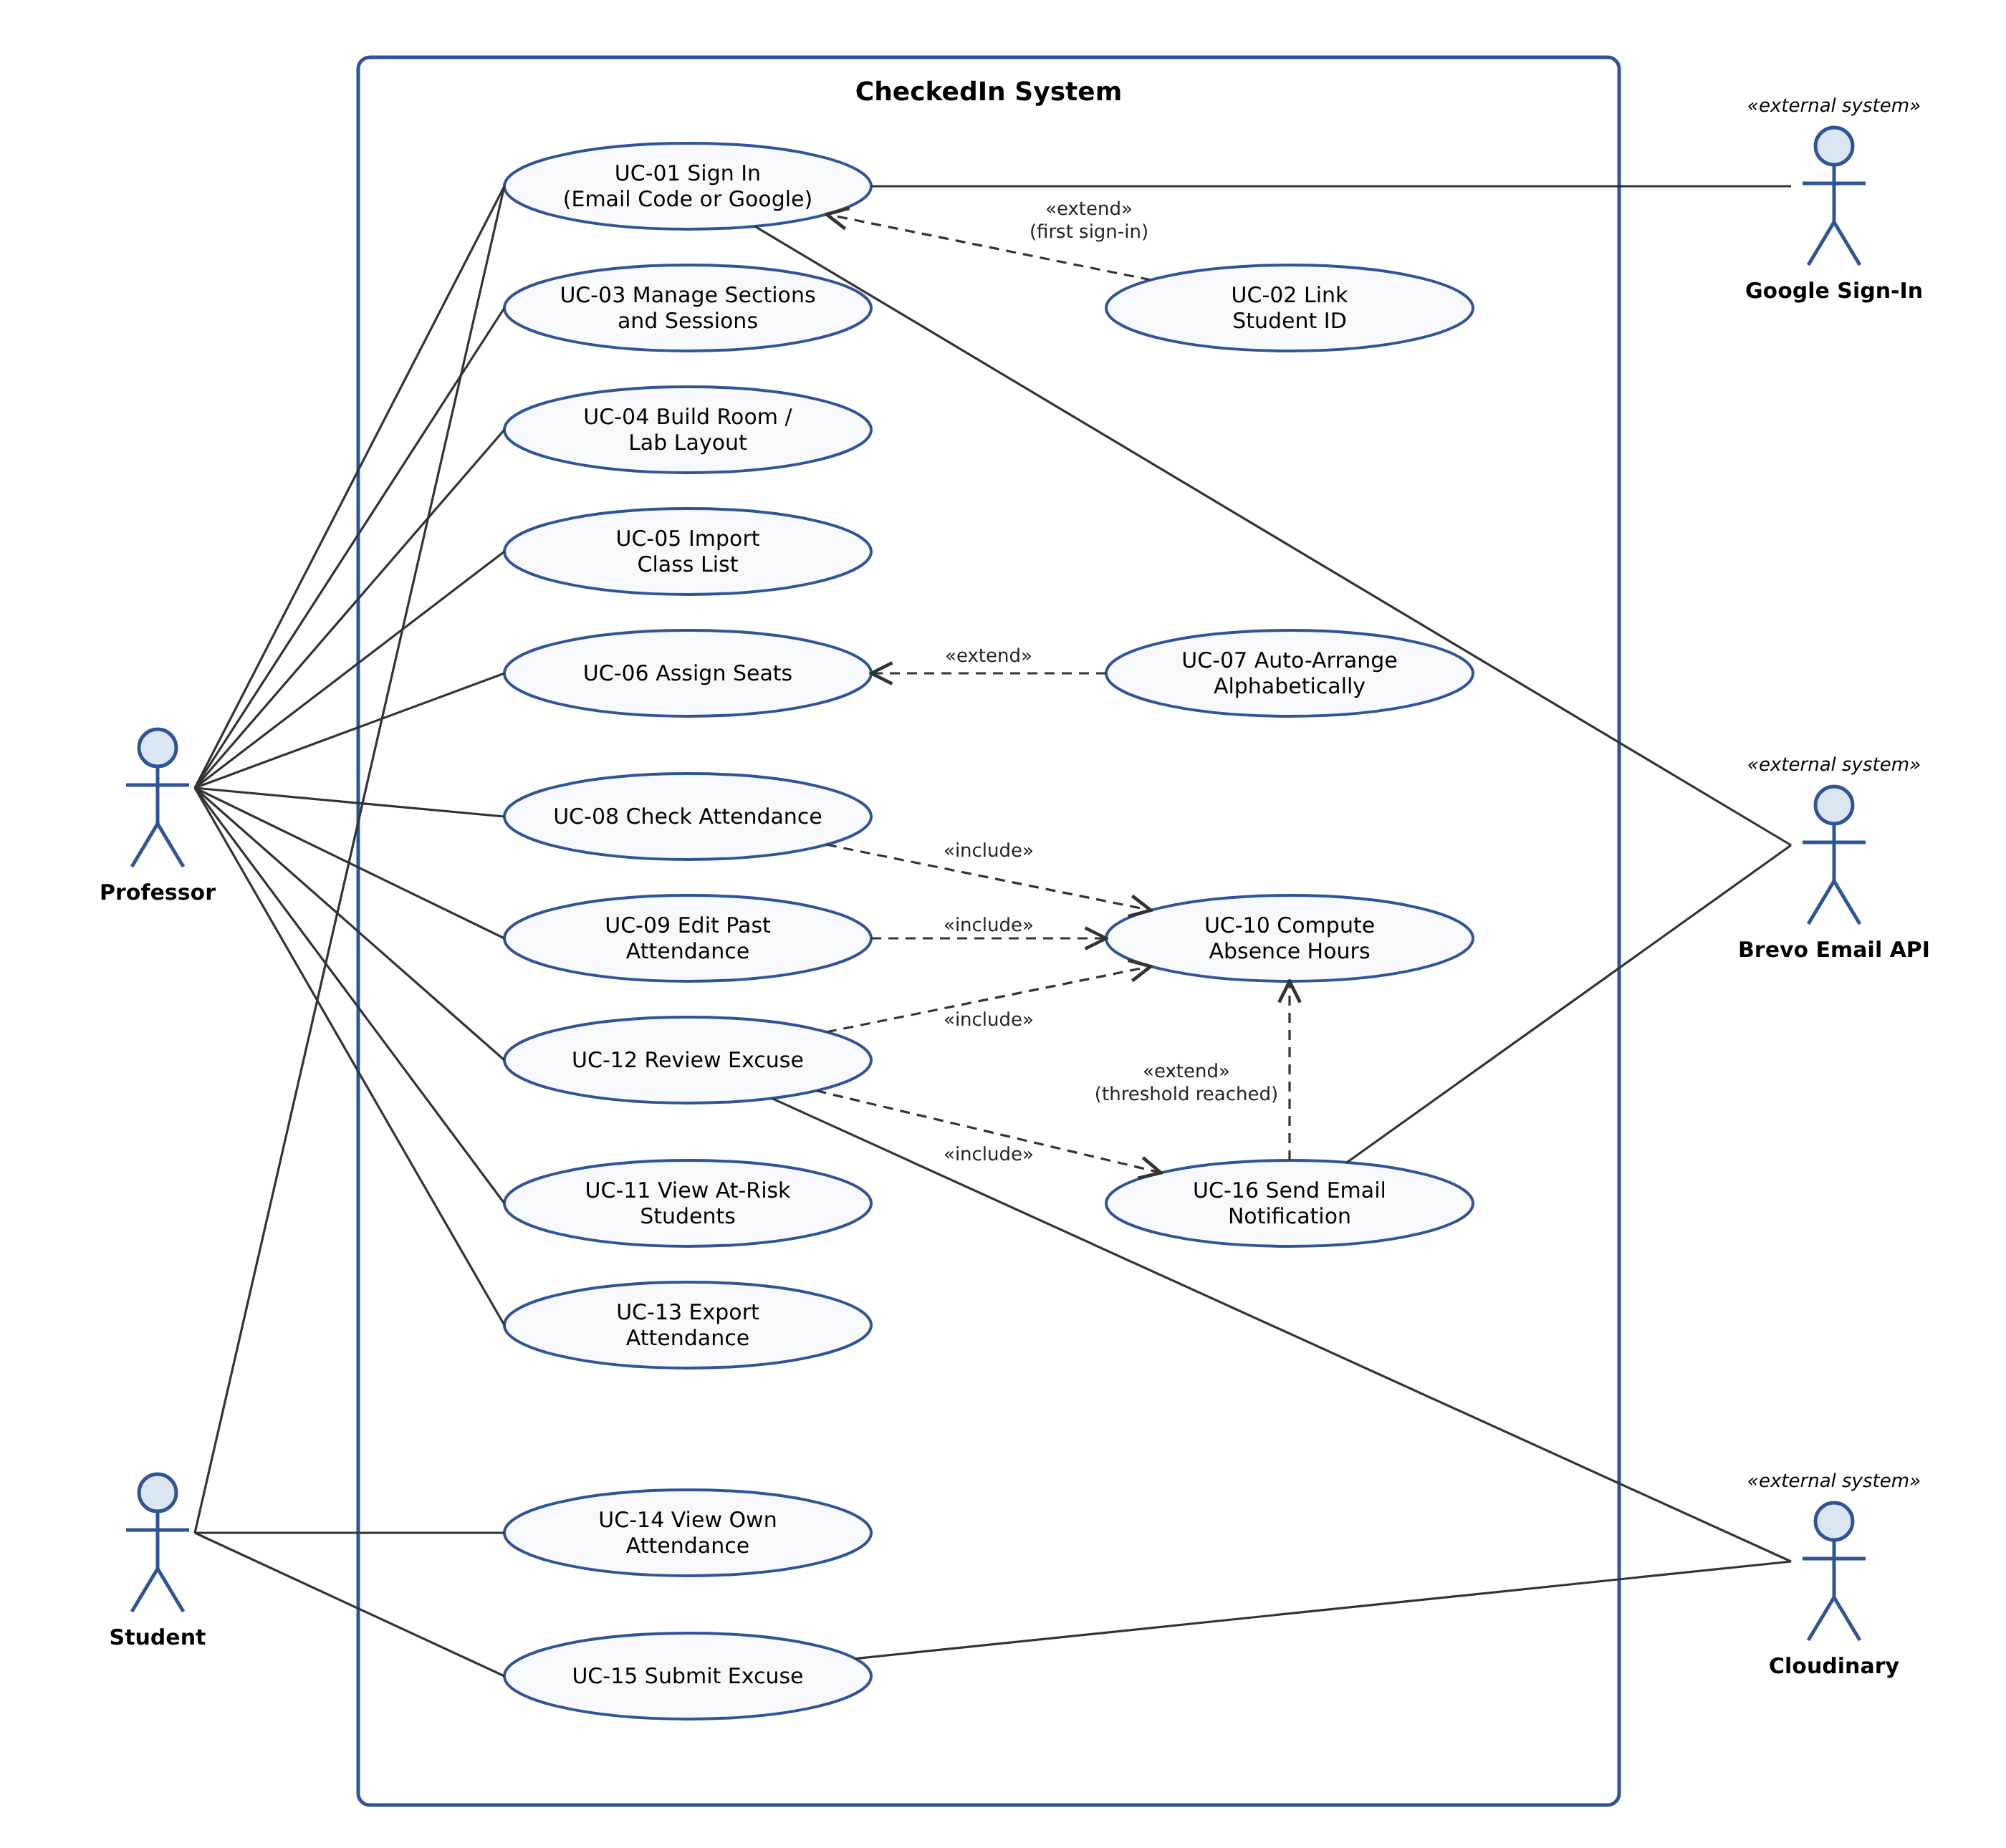 CheckedIn System
«external system»
Google Sign-In
UC-01 Sign In
(Email Code or Google)
«extend»
(first sign-in)
UC-02 Link
Student ID
UC-03 Manage Sections
and Sessions
UC-04 Build Room /
Lab Layout
UC-05 Import
Class List
UC-06 Assign Seats
«extend»
UC-07 Auto-Arrange
Alphabetically
Professor
«external system»
Brevo Email API
UC-08 Check Attendance
«include»
UC-09 Edit Past
Attendance
«include»
UC-10 Compute
Absence Hours
UC-12 Review Excuse
«include»
«extend»
(threshold reached)
«include»
UC-11 View At-Risk
Students
UC-16 Send Email
Notification
UC-13 Export
Attendance
Student
«external system»
Cloudinary
UC-14 View Own
Attendance
UC-15 Submit Excuse